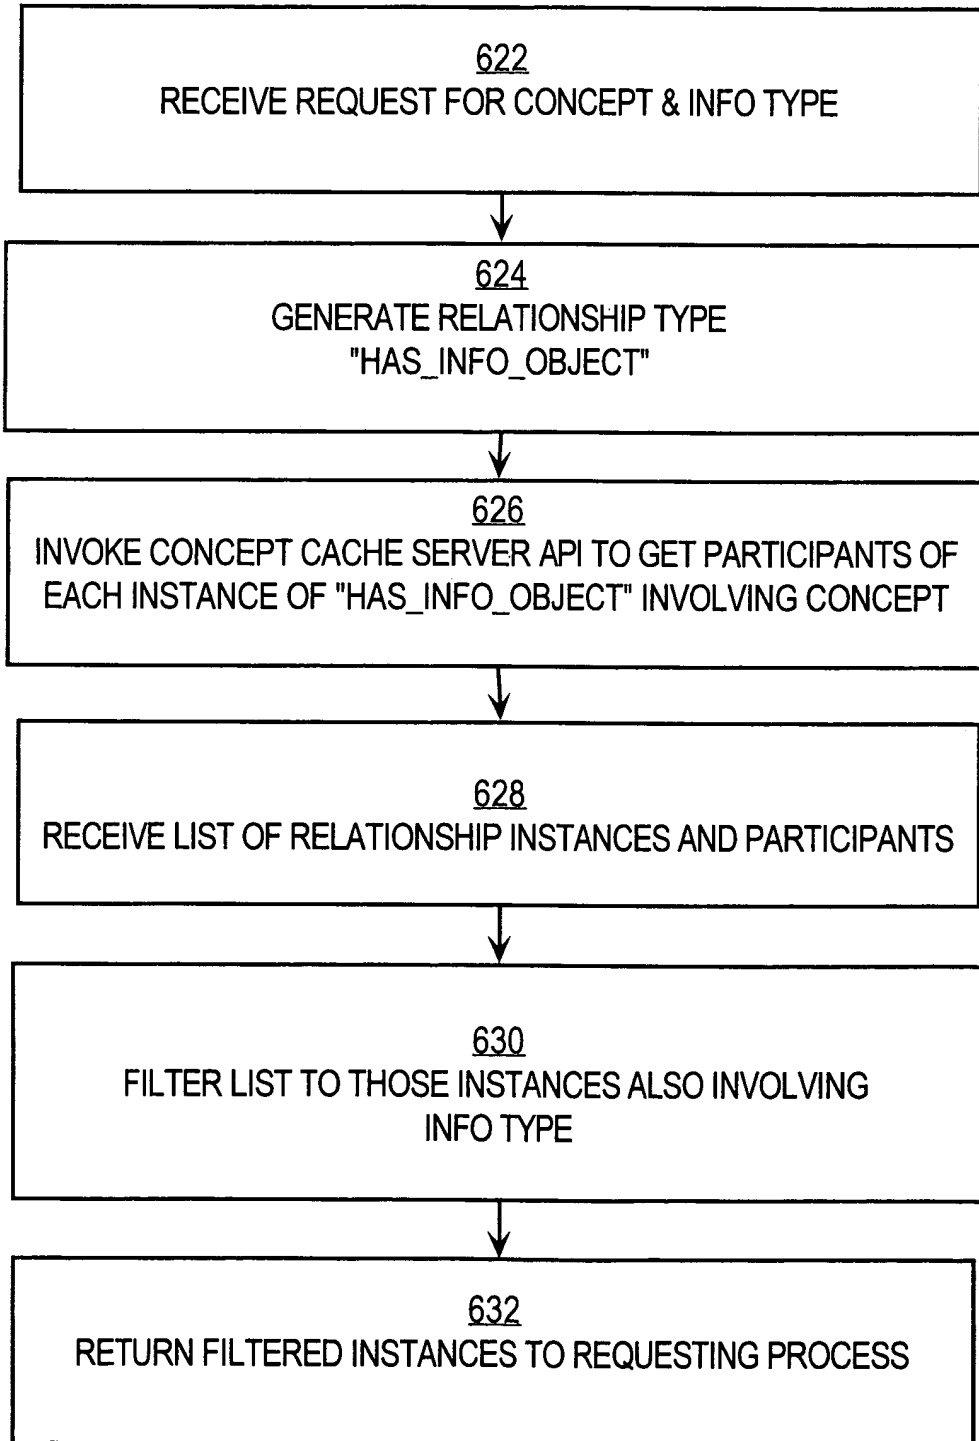 622
RECEIVE REQUEST FOR CONCEPT & INFO TYPE
624
GENERATE RELATIONSHIP TYPE
"HAS_INFO_OBJECT"
626
INVOKE CONCEPT CACHE SERVER API TO GET PARTICIPANTS OF
EACH INSTANCE OF "HAS_INFO_OBJECT" INVOLVING CONCEPT
628
RECEIVE LIST OF RELATIONSHIP INSTANCES AND PARTICIPANTS
630
FILTER LIST TO THOSE INSTANCES ALSO INVOLVING
INFO TYPE
632
RETURN FILTERED INSTANCES TO REQUESTING PROCESS